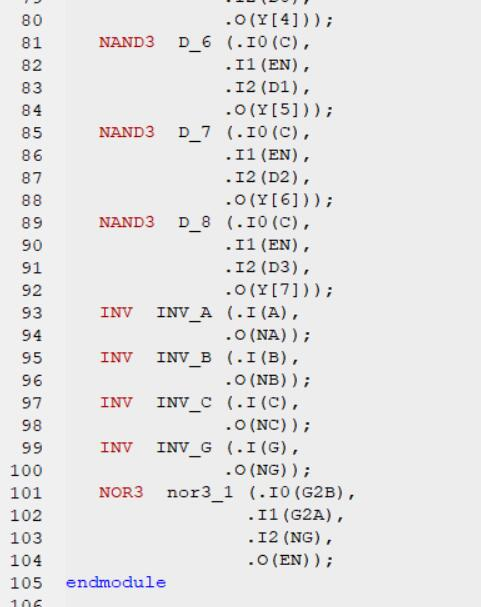 80 .O(Y[4]));
81 NAND3 D_6 (.I0(C),
82 .I1(EN),
83 .I2(D1),
84 .O(Y[5]));
85 NAND3 D_7 (.I0(C),
86 .I1(EN),
87 .I2(D2),
88 .O(Y[6]));
89 NAND3 D_8 (.I0(C),
90 .I1(EN),
91 .I2(D3),
92 .O(Y[7]));
93 INV INV_A (.I(A),
94 .O(NA));
95 INV INV_B (.I(B),
96 .O(NB));
97 INV INV_C (.I(C),
98 .O(NC));
99 INV INV_G (.I(G),
100 .O(NG));
101 NOR3 nor3_1 (.I0(G2B),
102 .I1(G2A),
103 .I2(NG),
104 .O(EN));
105 endmodule
106